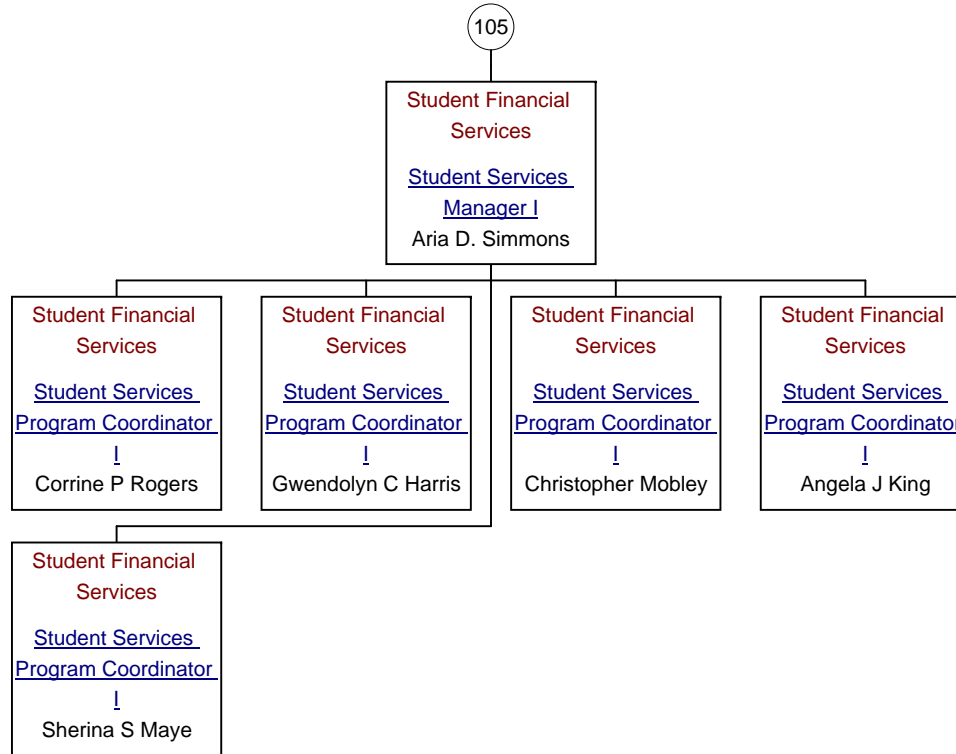 105
Student Financial
Services
Student Services
Manager I
Aria D. Simmons
Student Financial
Services
Student Services
Program Coordinator
I
Corrine P Rogers
Student Financial
Services
Student Services
Program Coordinator
I
Gwendolyn C Harris
Student Financial
Services
Student Services
Program Coordinator
I
Christopher Mobley
Student Financial
Services
Student Services
Program Coordinator
I
Angela J King
Student Financial
Services
Student Services
Program Coordinator
I
Sherina S Maye